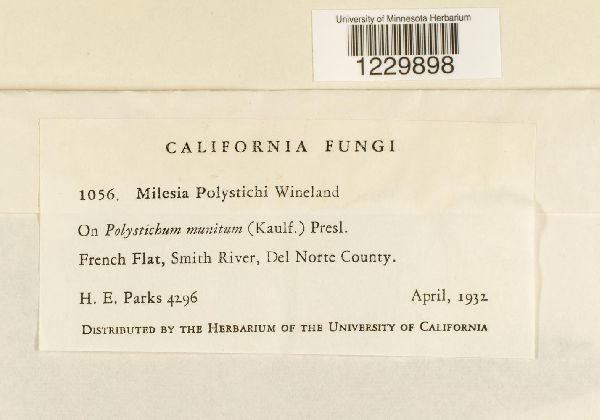 University of Minnesota Herbarium
1229898
CALIFORNIA FUNGI
1056. Milesia Polystichi Wineland
On Polystichum munitum (Kaulf.) Presl.
French Flat, Smith River, Del Norte County.
H. E. Parks 4296 April, 1932
DISTRIBUTED BY THE HERBARIUM OF THE UNIVERSITY OF CALIFORNIA